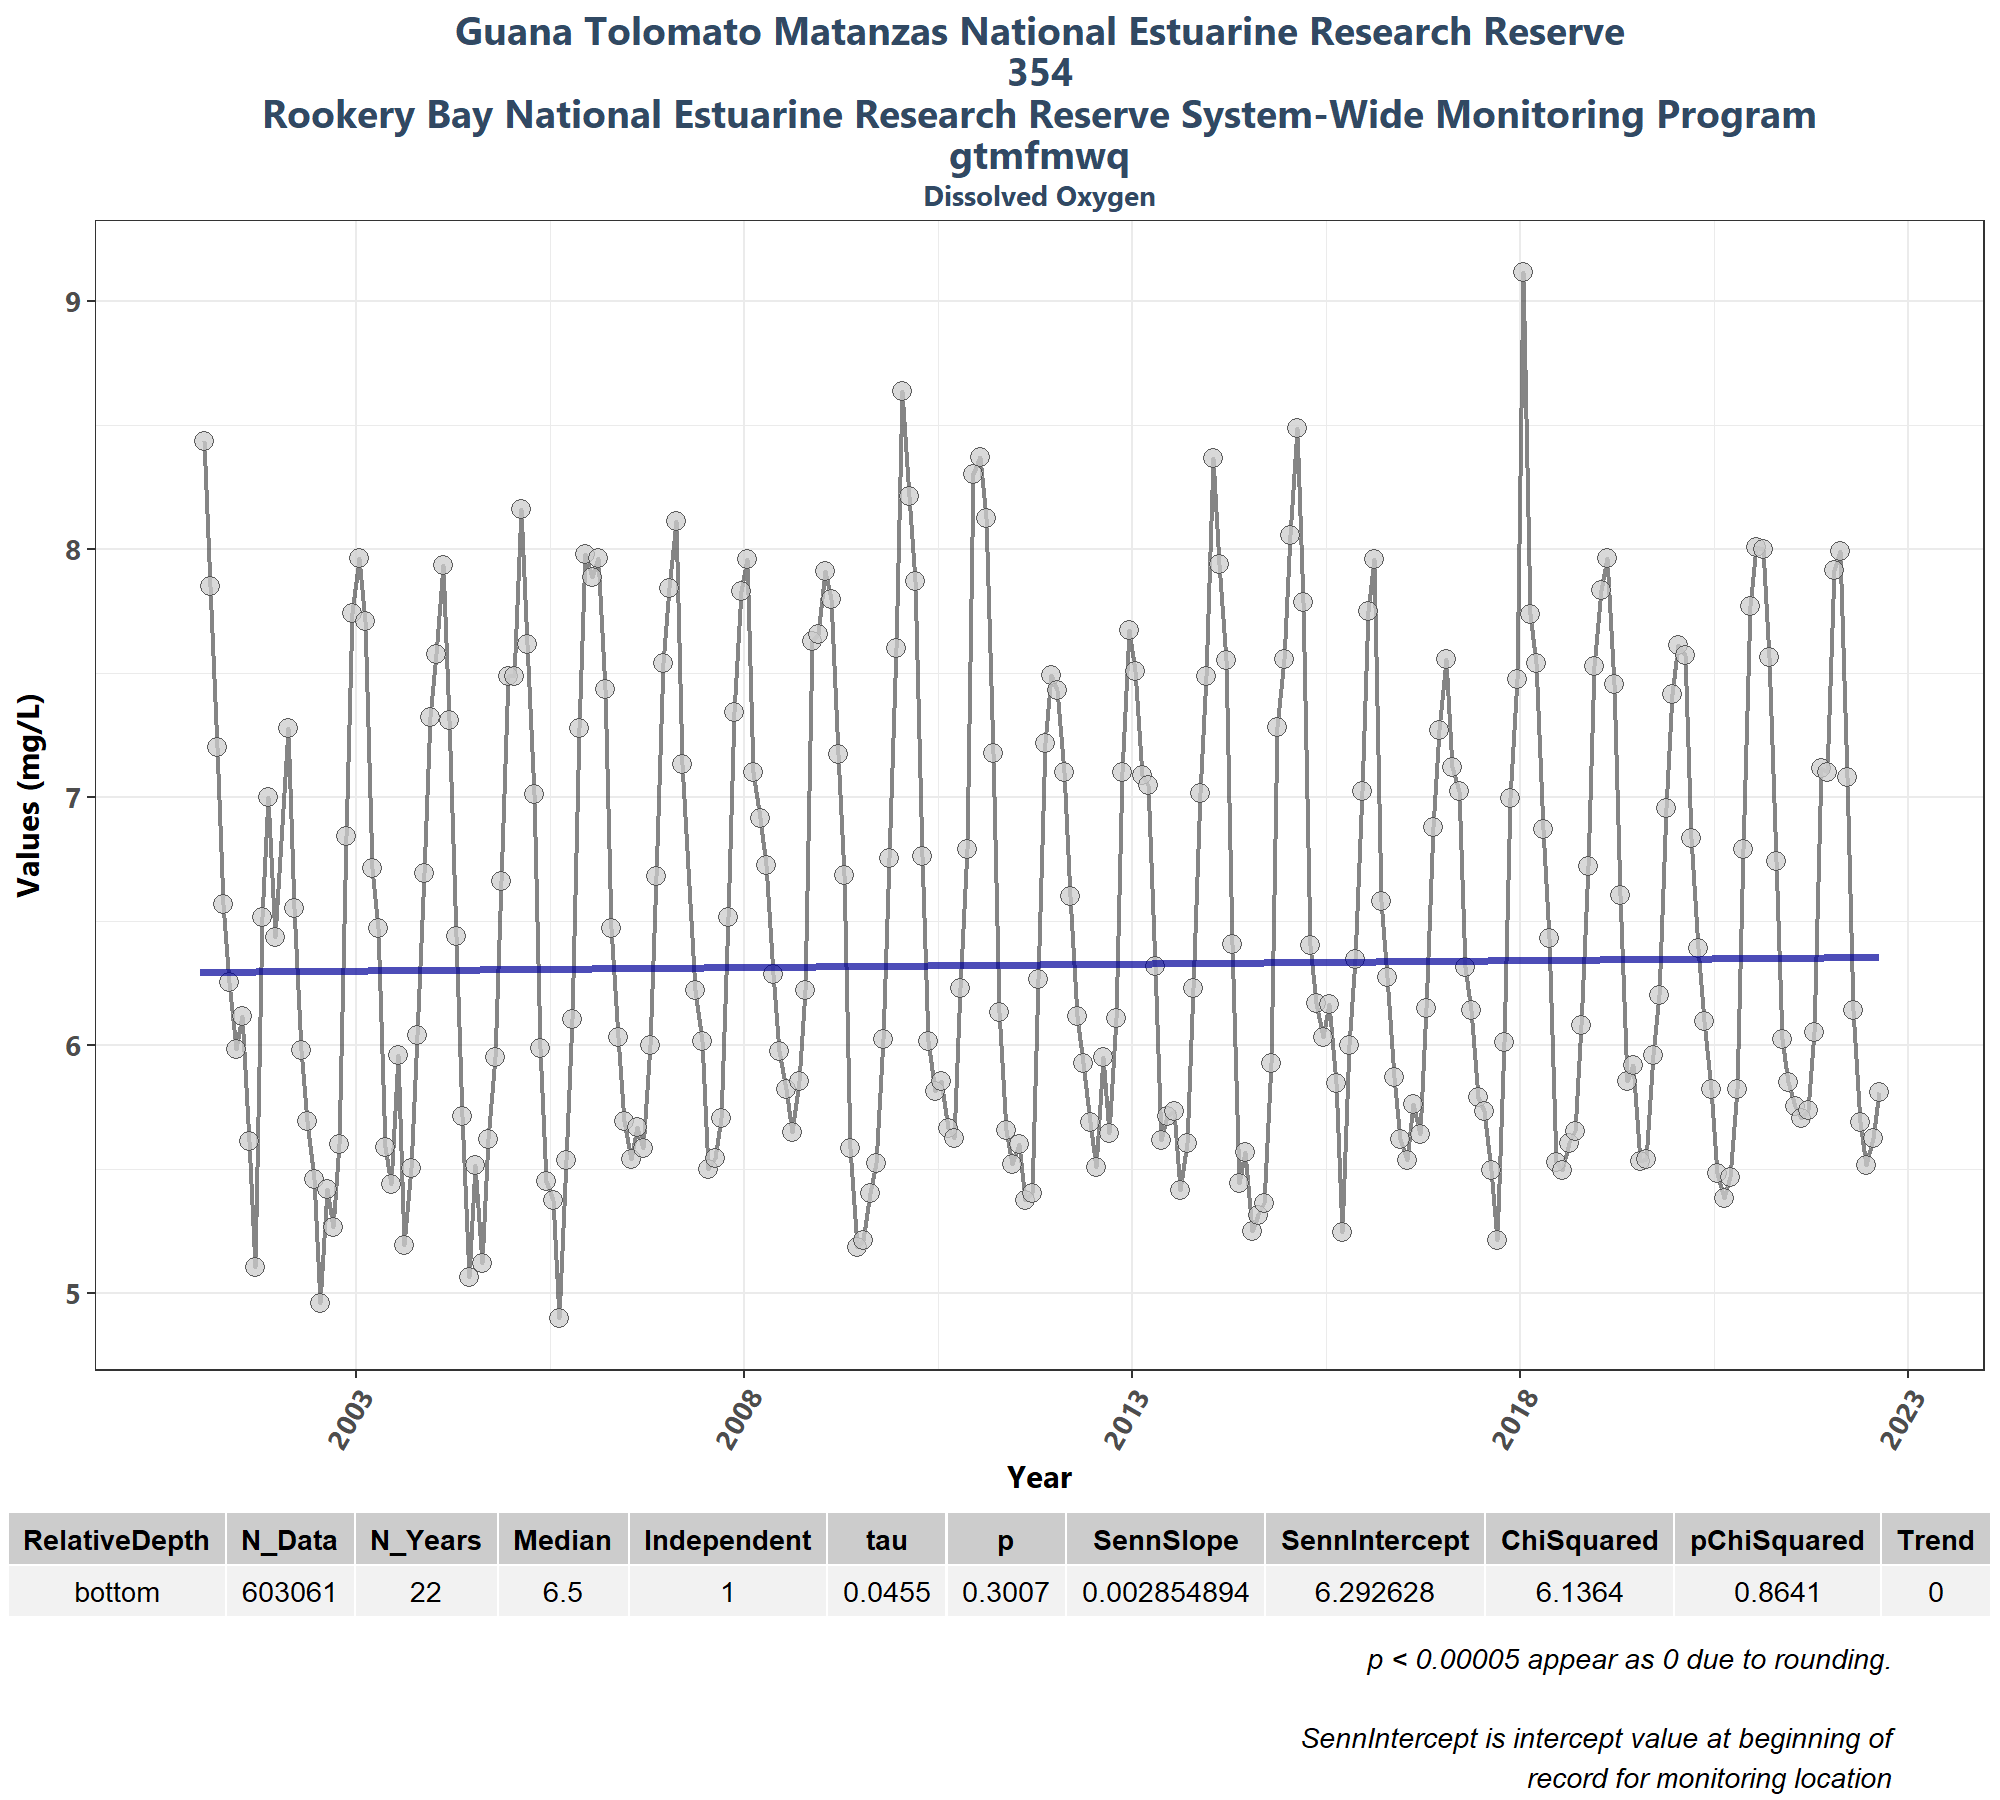 Guana Tolomato Matanzas National Estuarine Research Reserve
354
Rookery Bay National Estuarine Research Reserve System-Wide Monitoring Program
gtmfmwq
Dissolved Oxygen
9
8
7
6
5
Values (mg/L)
2003 2008 2013 2018 2023
Year
RelativeDepth N_Data N_Years Median Independent tau p SennSlope SennIntercept ChiSquared pChiSquared Trend
bottom 603061 22 6.5 1 0.0455 0.3007 0.002854894 6.292628 6.1364 0.8641 0
p < 0.00005 appear as 0 due to rounding.
SennIntercept is intercept value at beginning of
record for monitoring location